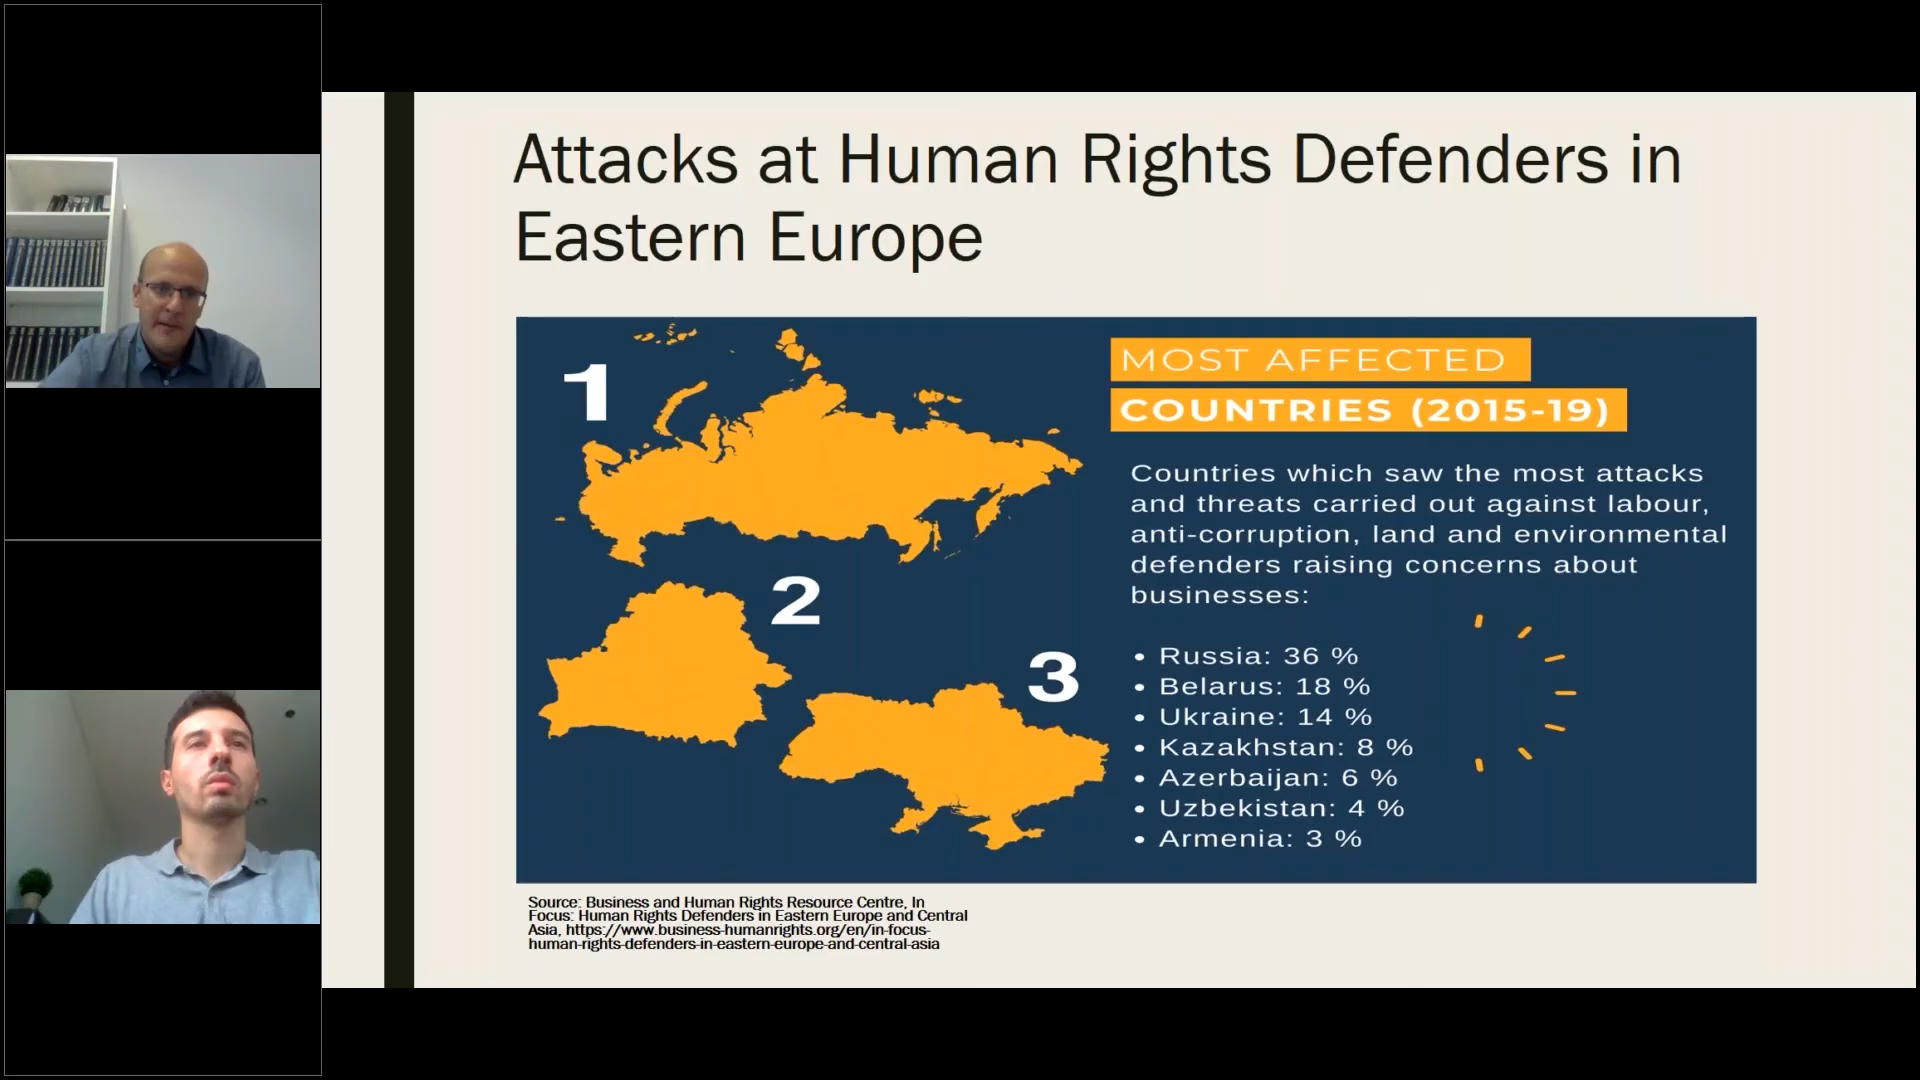 Attacks at Human Rights Defenders in
Eastern Europe
1
2
3
MOST AFFECTED
COUNTRIES (2015-19)
Countries which saw the most attacks
and threats carried out against labour,
anti-corruption, land and environmental
defenders raising concerns about
businesses:
• Russia: 36 %
• Belarus: 18 %
• Ukraine: 14 %
• Kazakhstan: 8 %
• Azerbaijan: 6 %
• Uzbekistan: 4 %
• Armenia: 3 %
Source: Business and Human Rights Resource Centre, In
Focus: Human Rights Defenders in Eastern Europe and Central
Asia, https://www.business-humanrights.org/en/in-focus-
human-rights-defenders-in-eastern-europe-and-central-asia